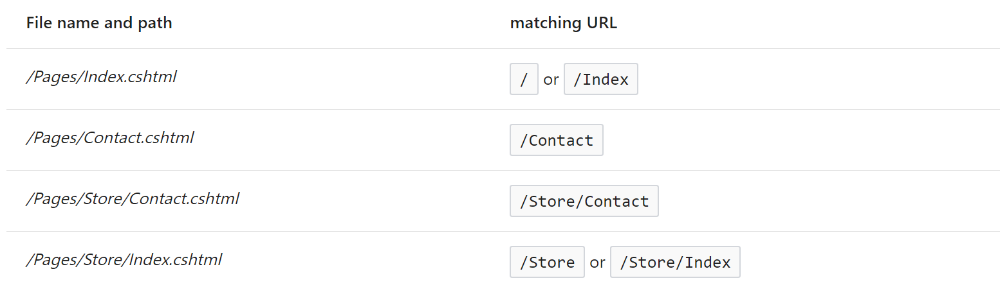 File name and path matching URL
/Pages/Index.cshtml / or /Index
/Pages/Contact.cshtml /Contact
/Pages/Store/Contact.cshtml /Store/Contact
/Pages/Store/Index.cshtml /Store or /Store/Index